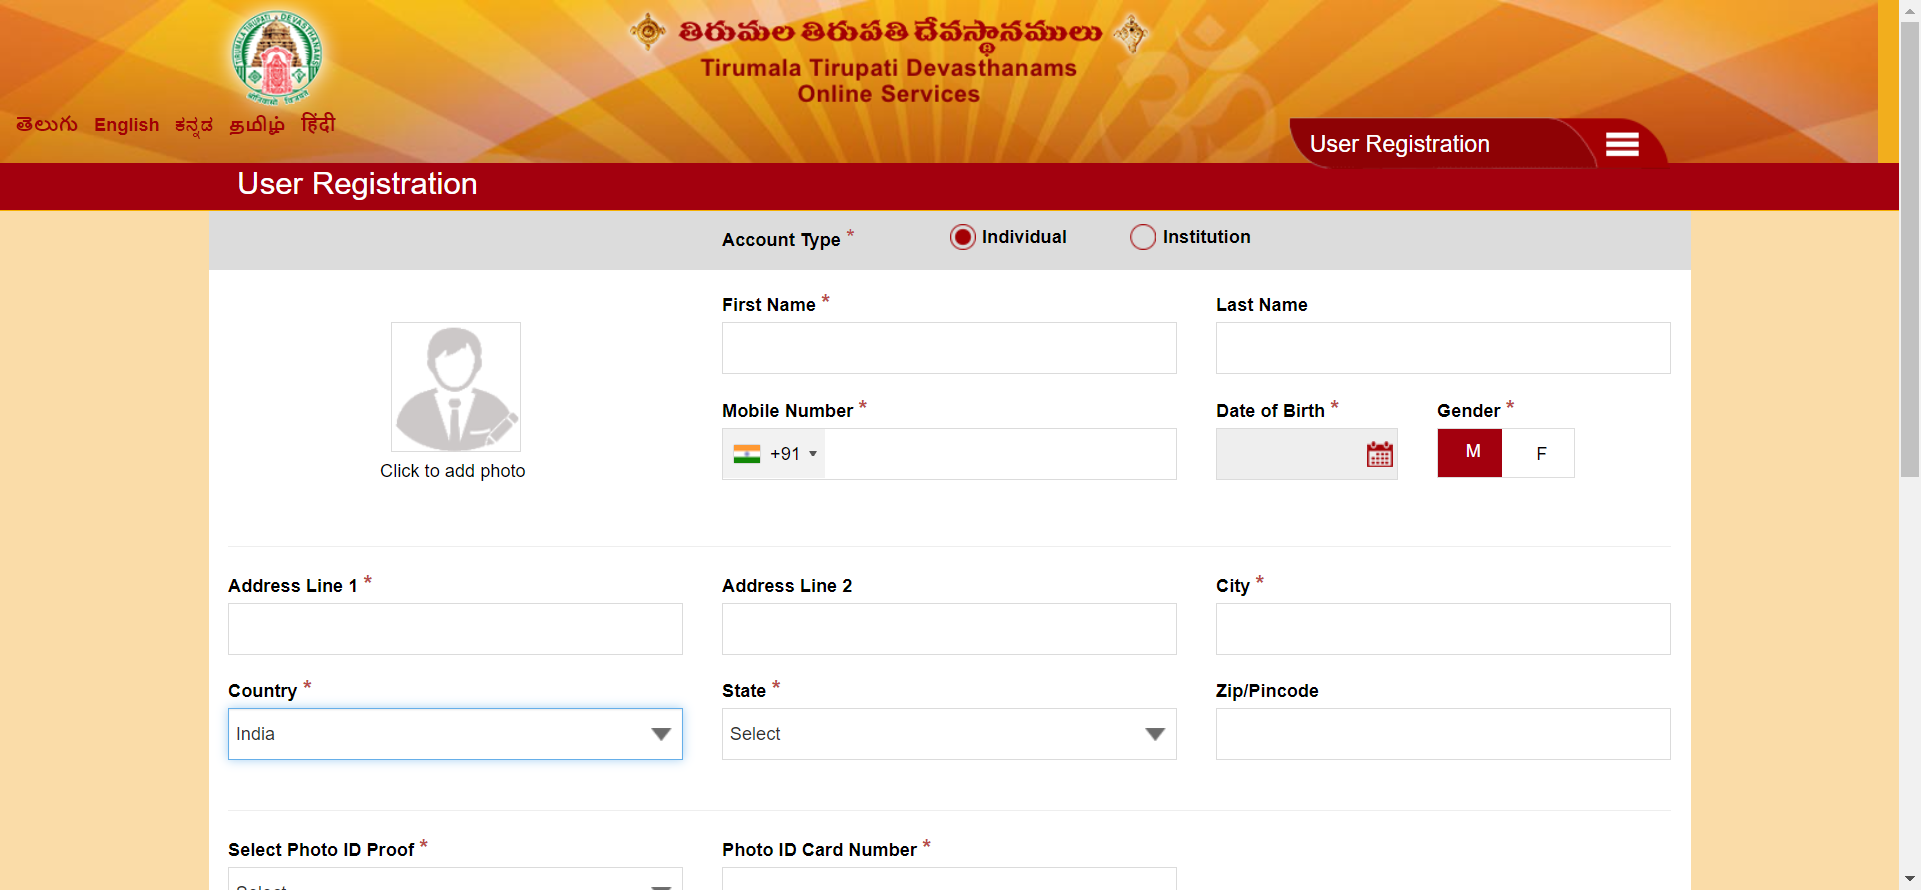 తిరుమల తిరుపతి దేవస్థానములు
Tirumala Tirupati Devasthanams
Online Services
తెలుగు English ಕನ್ನಡ தமிழ் हिंदी
User Registration
User Registration
Account Type * Individual Institution
First Name * Last Name
Mobile Number * Date of Birth * Gender *
+91 M F
Click to add photo
Address Line 1 * Address Line 2 City *
Country * State * Zip/Pincode
India Select
Select Photo ID Proof * Photo ID Card Number *
Select